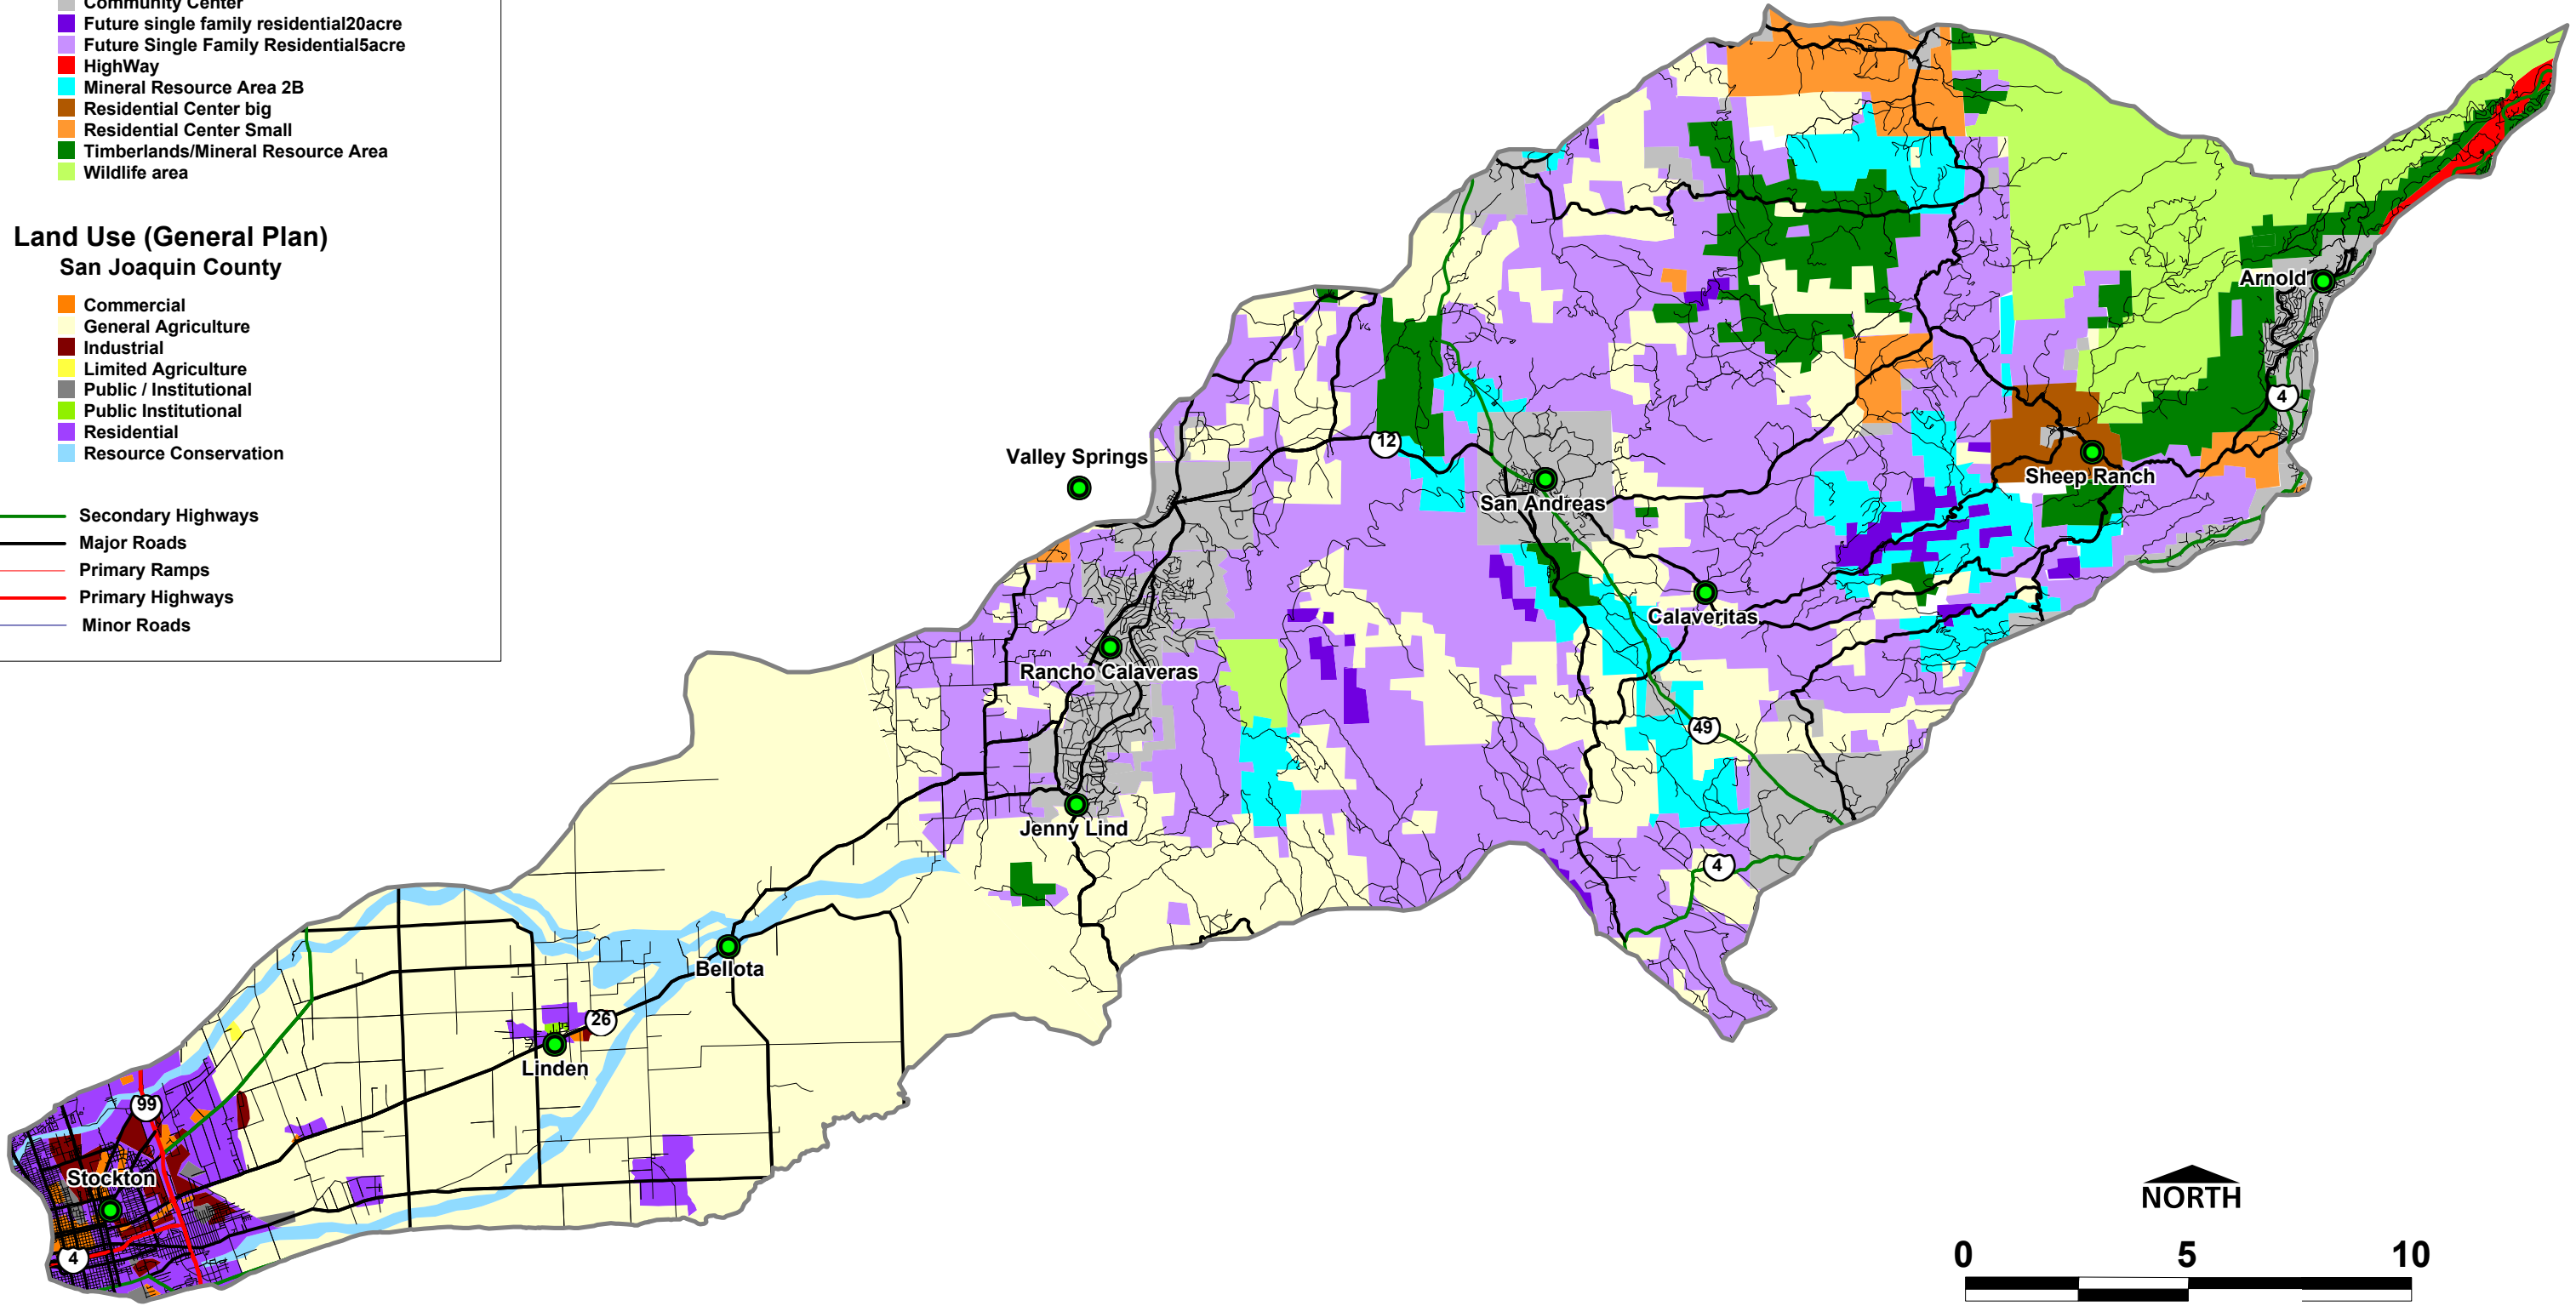 Community Center
Future single family residential20acre
Future Single Family Residential5acre
HighWay
Mineral Resource Area 2B
Residential Center big
Residential Center Small
Timberlands/Mineral Resource Area
Wildlife area
Land Use (General Plan)
San Joaquin County
Commercial
General Agriculture
Industrial
Limited Agriculture
Public / Institutional
Public Institutional
Residential
Resource Conservation
Secondary Highways
Major Roads
Primary Ramps
Primary Highways
Minor Roads
Arnold
4
12
Valley Springs
Sheep Ranch
San Andreas
Calaveritas
Rancho Calaveras
49
Jenny Lind
4
Bellota
26
Linden
99
Stockton
4
NORTH
0 5 10